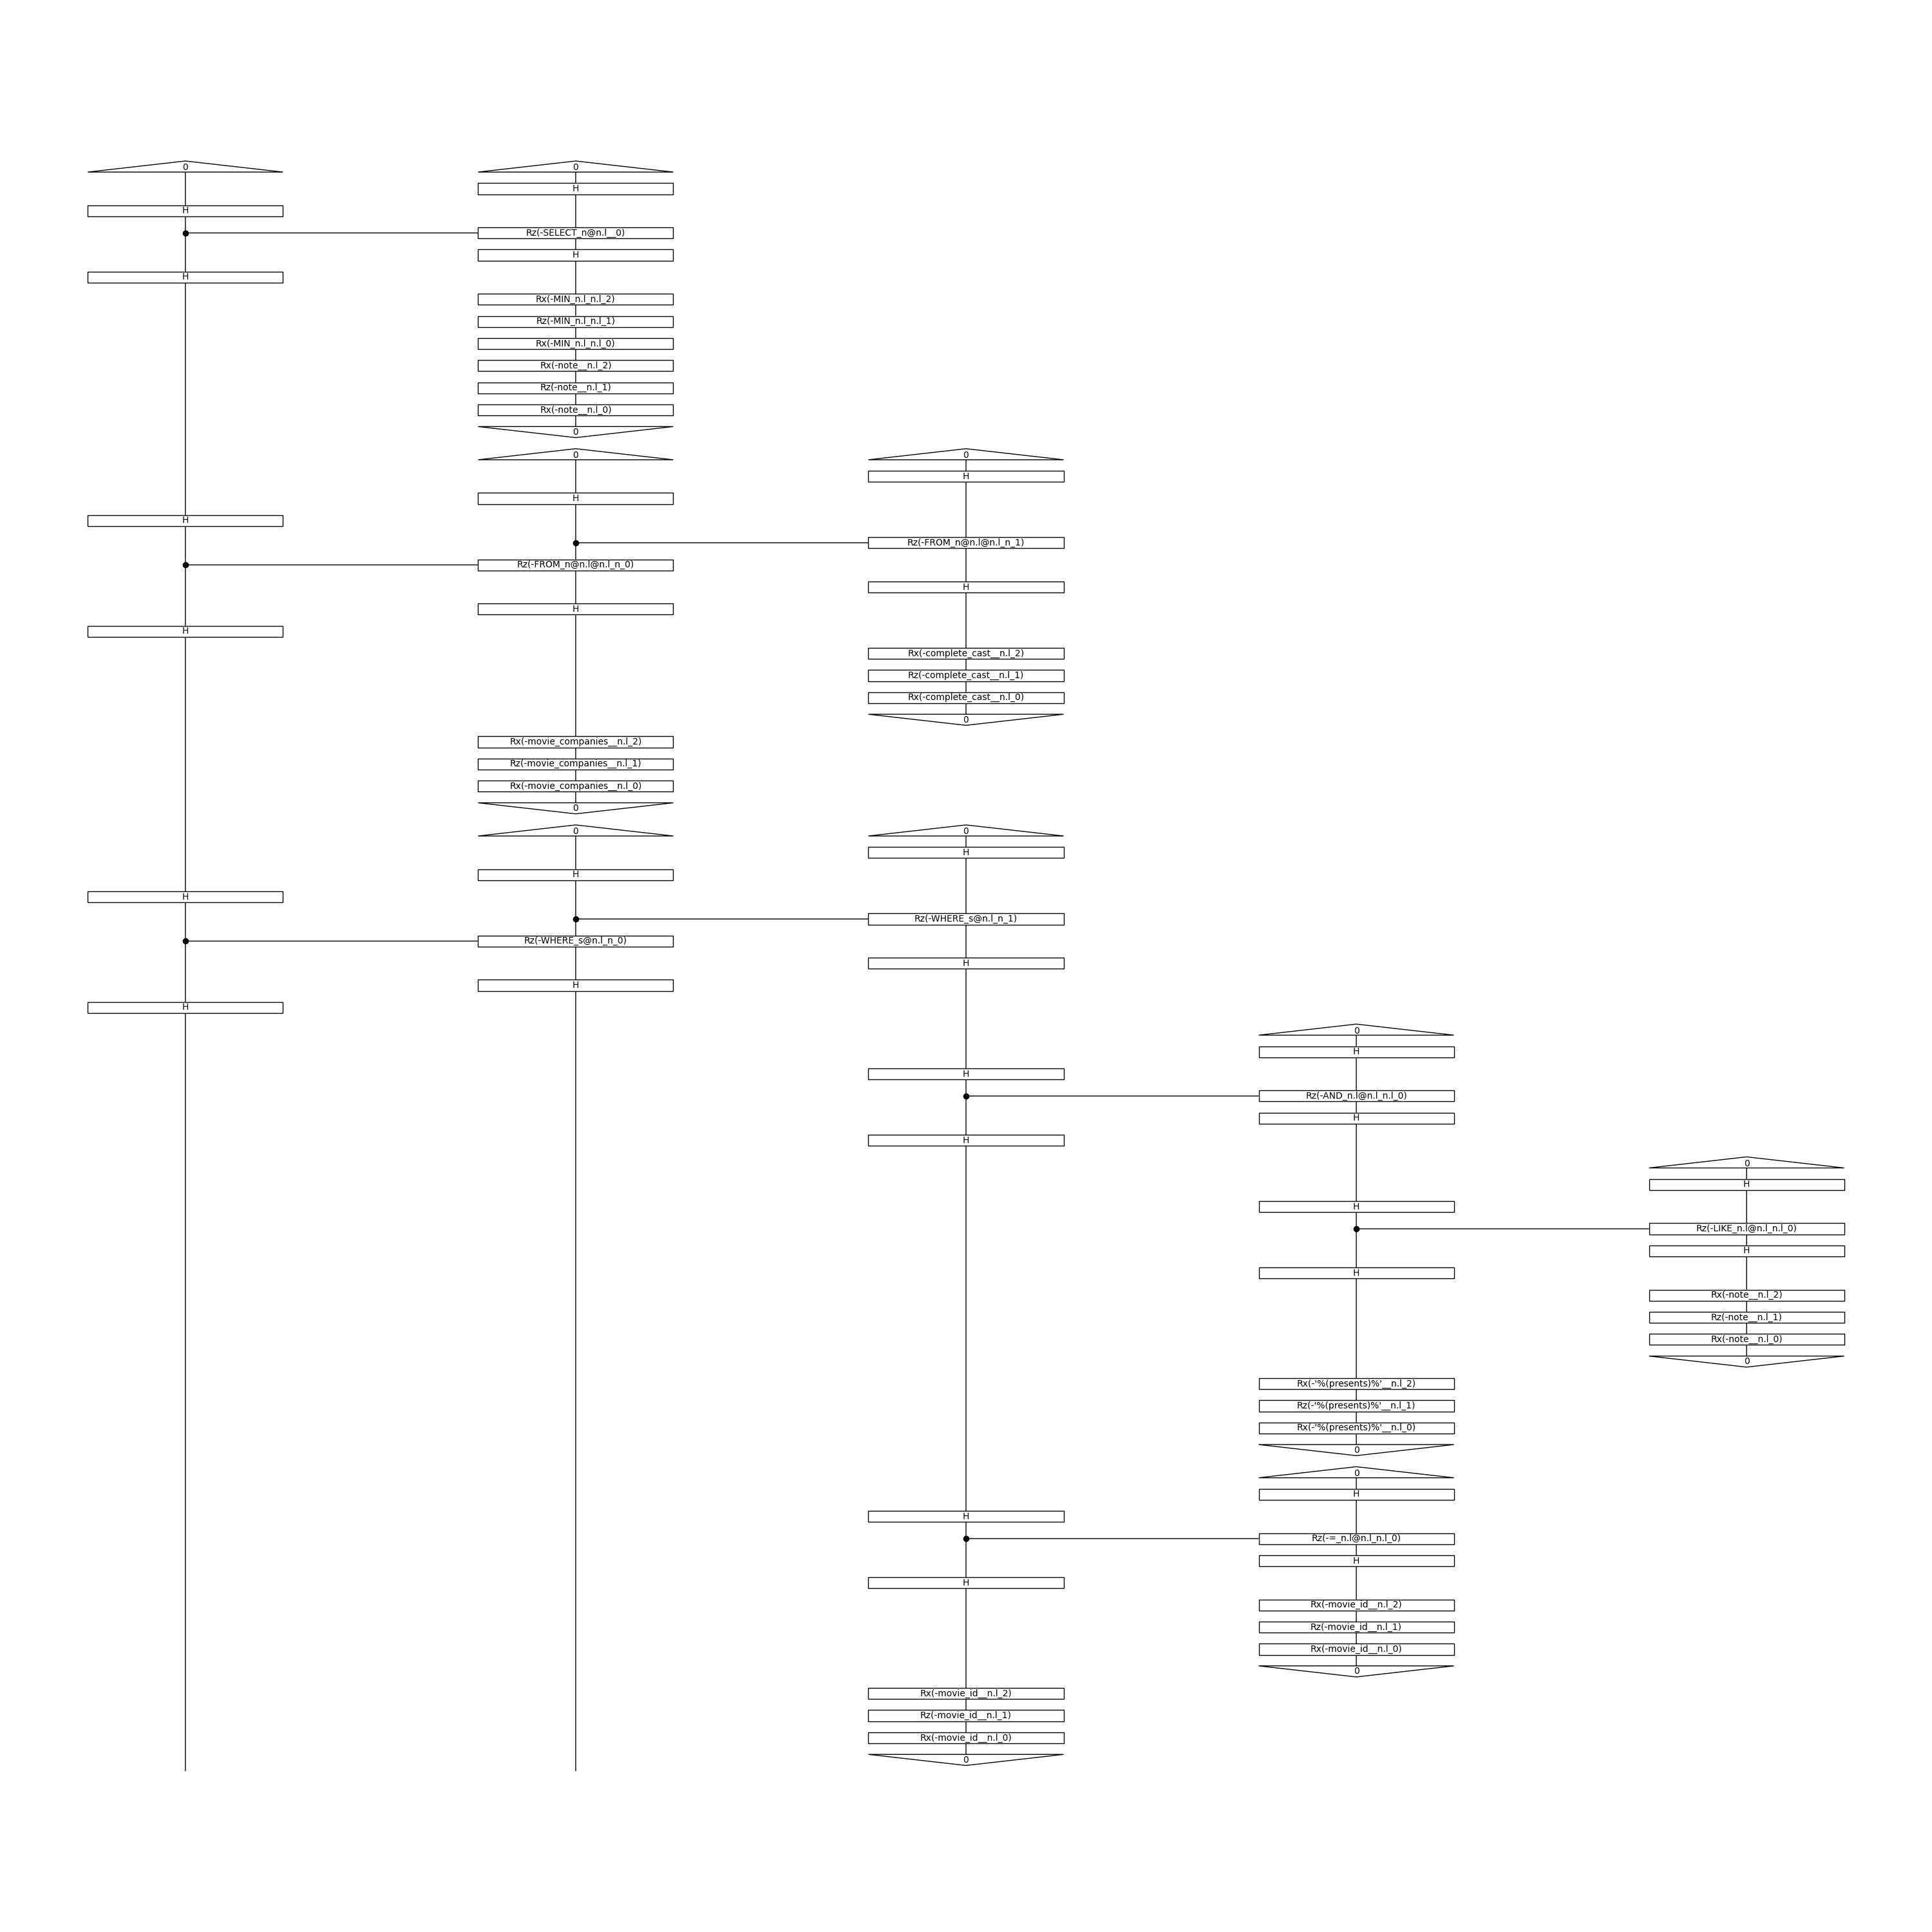 0 0
H
H
Rz(-SELECT_n@n.l__0)
H
H
Rx(-MIN_n.l_n.l_2)
Rz(-MIN_n.l_n.l_1)
Rx(-MIN_n.l_n.l_0)
Rx(-note__n.l_2)
Rz(-note__n.l_1)
Rx(-note__n.l_0)
0
0 0
H
H
H
Rz(-FROM_n@n.l@n.l_n_1)
Rz(-FROM_n@n.l@n.l_n_0)
H
H
H
Rx(-complete_cast__n.l_2)
Rz(-complete_cast__n.l_1)
Rx(-complete_cast__n.l_0)
0
Rx(-movie_companies__n.l_2)
Rz(-movie_companies__n.l_1)
Rx(-movie_companies__n.l_0)
0
0 0
H
H
H
Rz(-WHERE_s@n.l_n_1)
Rz(-WHERE_s@n.l_n_0)
H
H
H
0
H
H
Rz(-AND_n.l@n.l_n.l_0)
H
H
0
H
H
Rz(-LIKE_n.l@n.l_n.l_0)
H
H
Rx(-note__n.l_2)
Rz(-note__n.l_1)
Rx(-note__n.l_0)
0
Rx(-'%(presents)%'__n.l_2)
Rz(-'%(presents)%'__n.l_1)
Rx(-'%(presents)%'__n.l_0)
0
0
H
H
Rz(-=_n.l@n.l_n.l_0)
H
H
Rx(-movie_id__n.l_2)
Rz(-movie_id__n.l_1)
Rx(-movie_id__n.l_0)
0
Rx(-movie_id__n.l_2)
Rz(-movie_id__n.l_1)
Rx(-movie_id__n.l_0)
0